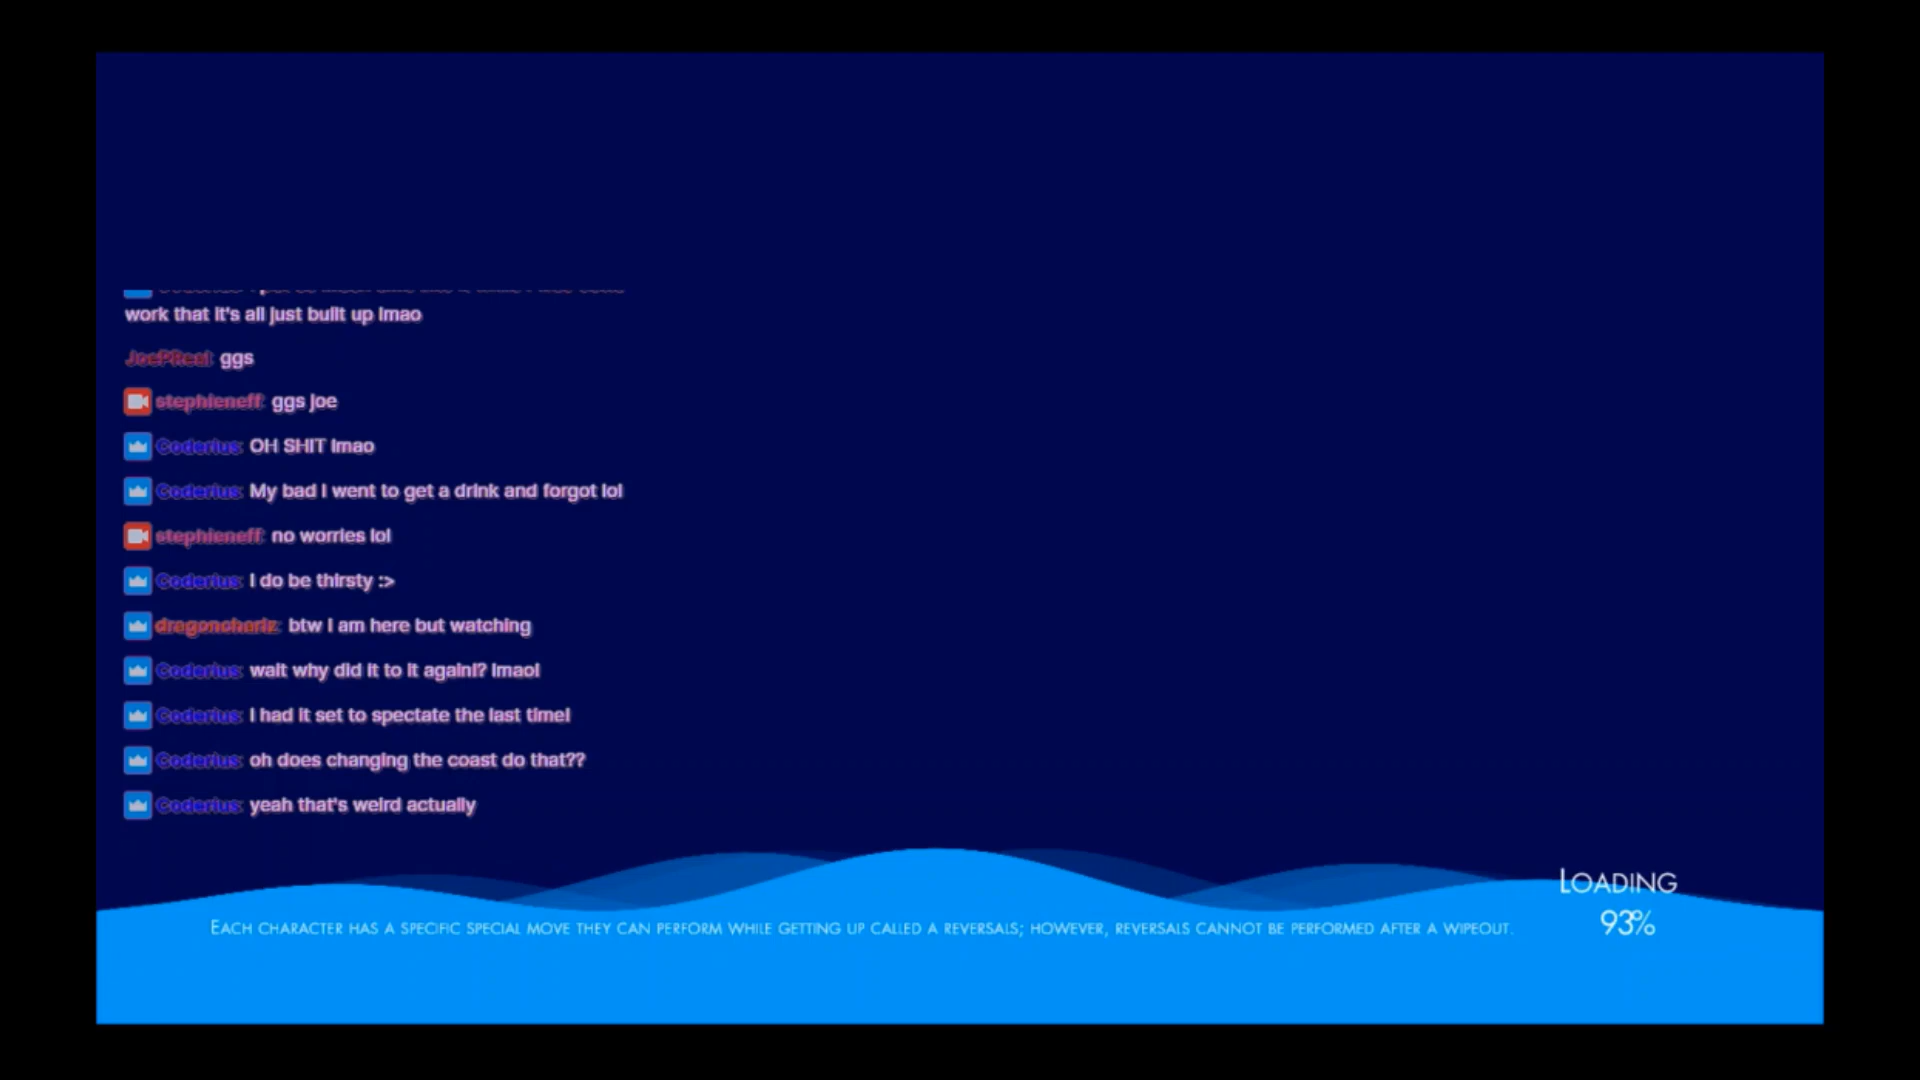 work that it's all just built up lmao
JoePReal: ggs
stephieneff: ggs joe
Coderius: OH SHIT lmao
Coderius: My bad I went to get a drink and forgot lol
stephieneff: no worries lol
Coderius: I do be thirsty :>
dragonchariz: btw I am here but watching
Coderius: wait why did it to it again!? lmao!
Coderius: I had it set to spectate the last time!
Coderius: oh does changing the coast do that??
Coderius: yeah that's weird actually
LOADING
93%
EACH CHARACTER HAS A SPECIFIC SPECIAL MOVE THEY CAN PERFORM WHILE GETTING UP CALLED A REVERSALS; HOWEVER, REVERSALS CANNOT BE PERFORMED AFTER A WIPEOUT.